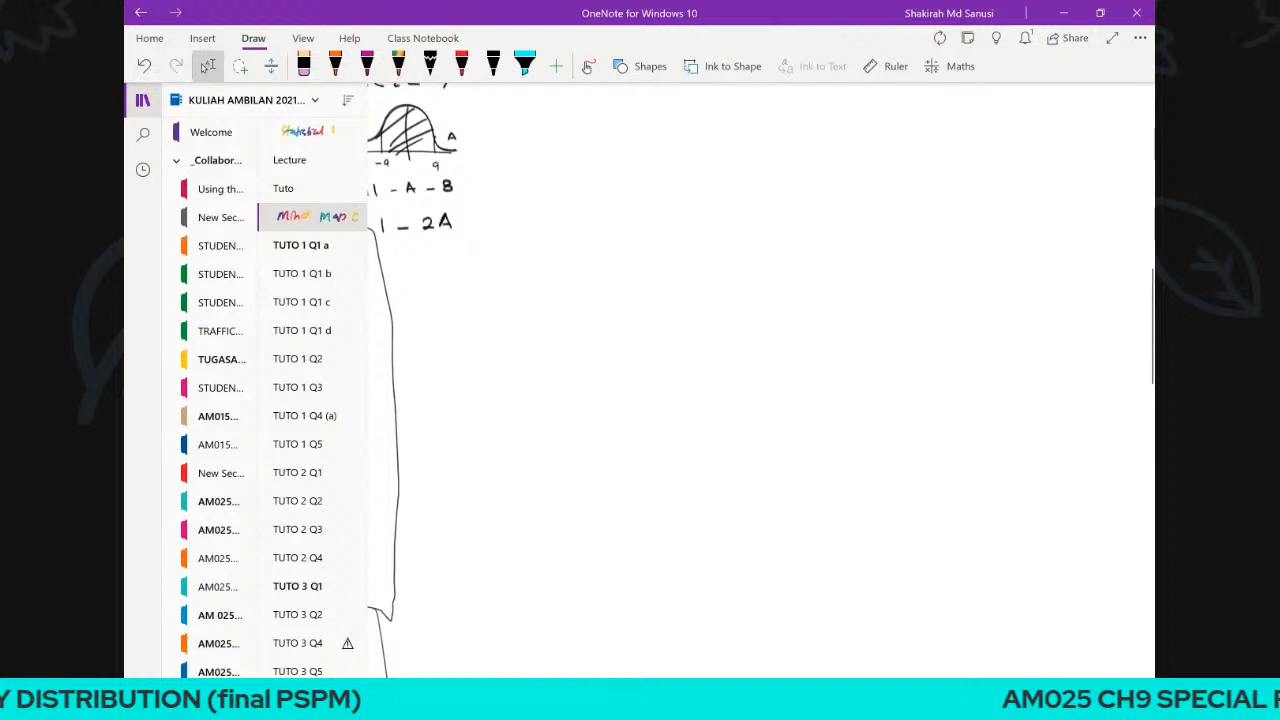 OneNote for Windows 10
Shakirah Md Sanusi
Home
Insert
Draw
View
Help
Class Notebook
1
Share
Shapes
Ink to Shape
Ink to Text
Ruler
Maths
KULIAH AMBILAN 2021...
Welcome
_Collabor...
Using th...
New Sec...
STUDEN...
STUDEN...
STUDEN...
TRAFFIC...
TUGASA...
STUDEN...
AM015...
AM015...
New Sec...
AM025...
AM025...
AM025...
AM025...
AM 025...
AM025...
AM025...
Statistical 1
Lecture
Tuto
Mind Map C
TUTO 1 Q1 a
TUTO 1 Q1 b
TUTO 1 Q1 c
TUTO 1 Q1 d
TUTO 1 Q2
TUTO 1 Q3
TUTO 1 Q4 (a)
TUTO 1 Q5
TUTO 2 Q1
TUTO 2 Q2
TUTO 2 Q3
TUTO 2 Q4
TUTO 3 Q1
TUTO 3 Q2
TUTO 3 Q4
TUTO 3 Q5
A
-9 9
1 - A - B
1 - 2A
Y DISTRIBUTION (final PSPM)
AM025 CH9 SPECIAL